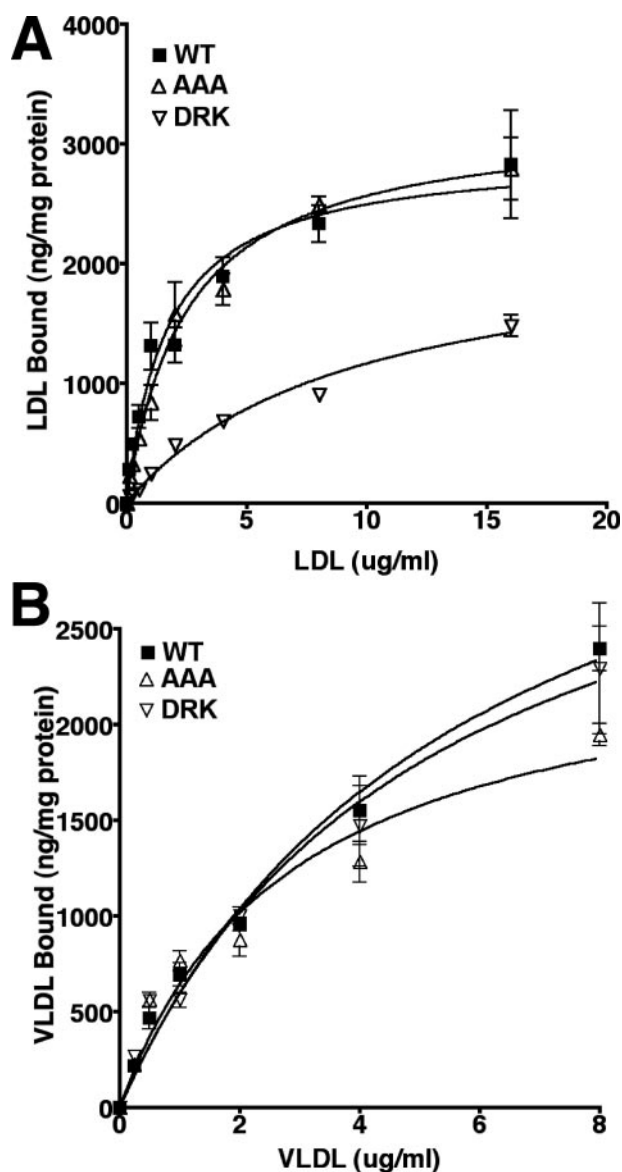 A
4000
WT
AAA
DRK
3000
2000
1000
0
0
5
10
15
20
LDL Bound (ng/mg protein)
LDL (ug/ml)
B
2500
WT
AAA
DRK
2000
1500
1000
500
0
0
2
4
6
8
VLDL Bound (ng/mg protein)
VLDL (ug/ml)